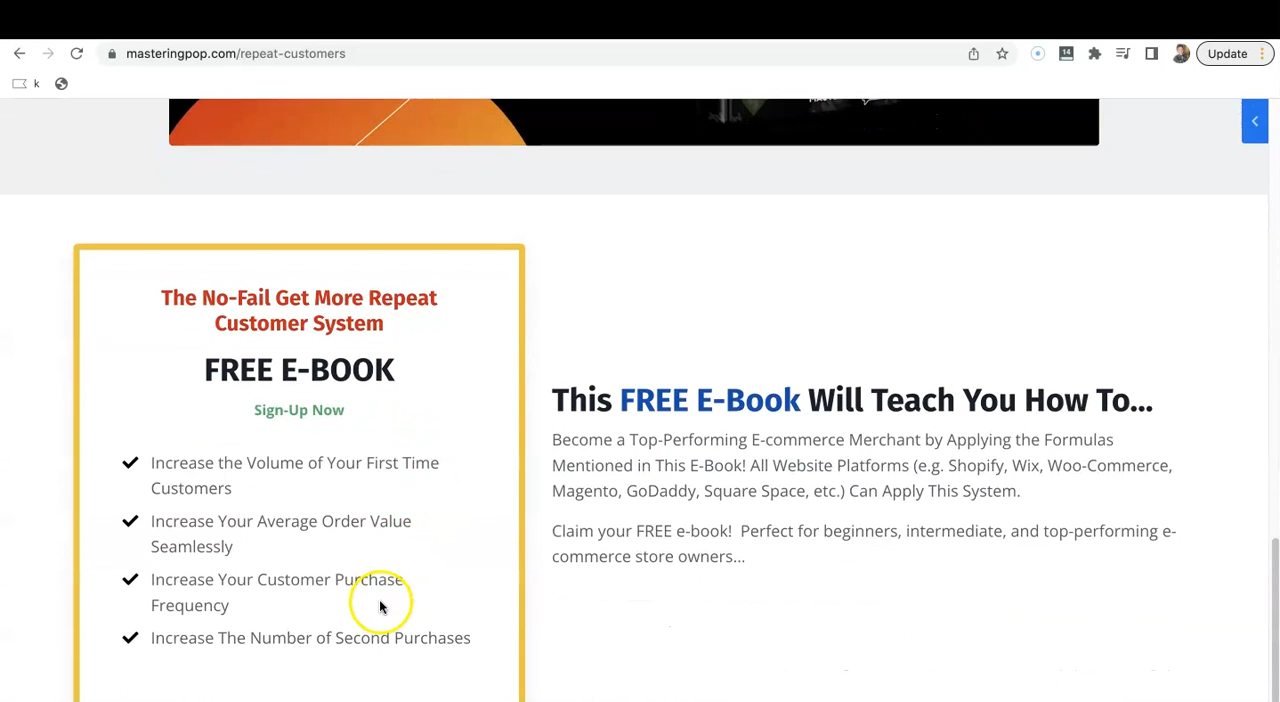 masteringpop.com/repeat-customers
14
Update
k
The No-Fail Get More Repeat
Customer System
FREE E-BOOK
Sign-Up Now
Increase the Volume of Your First Time
Customers
Increase Your Average Order Value
Seamlessly
Increase Your Customer Purchase
Frequency
Increase The Number of Second Purchases
This FREE E-Book Will Teach You How To...
Become a Top-Performing E-commerce Merchant by Applying the Formulas
Mentioned in This E-Book! All Website Platforms (e.g. Shopify, Wix, Woo-Commerce,
Magento, GoDaddy, Square Space, etc.) Can Apply This System.
Claim your FREE e-book! Perfect for beginners, intermediate, and top-performing e-
commerce store owners...